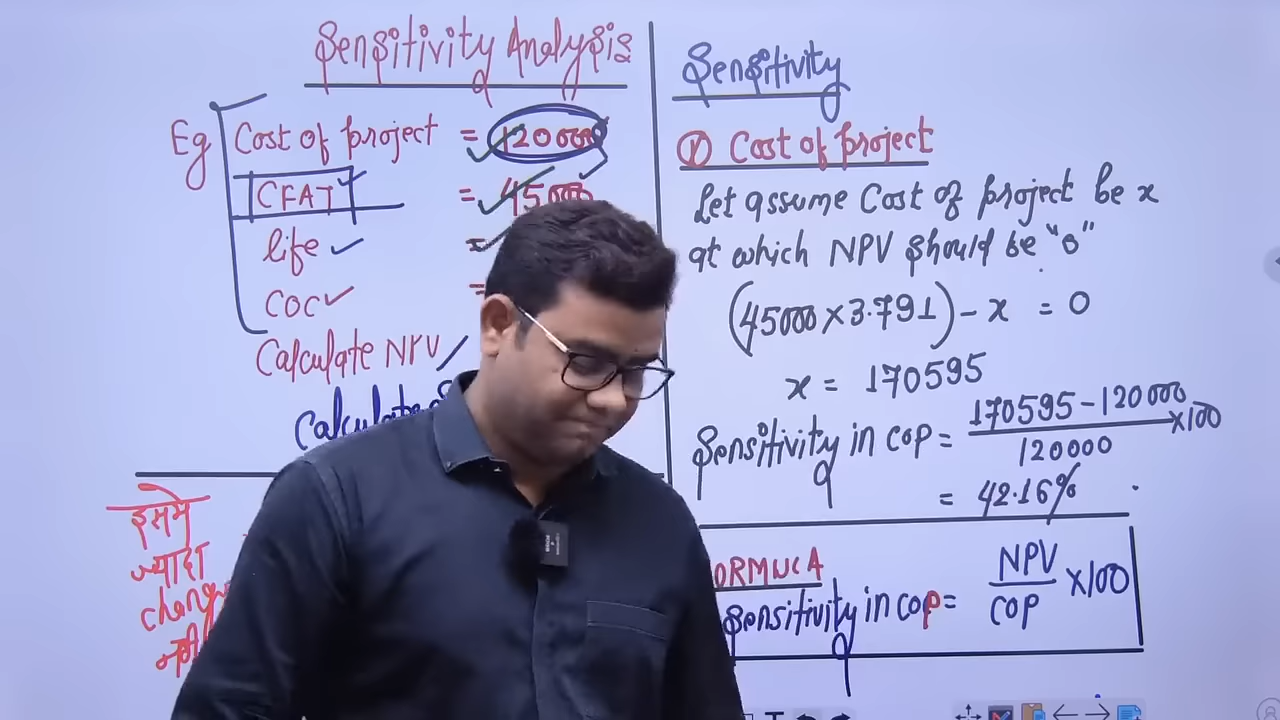 Sensitivity Analysis
Eg
Cost of project = 120000
CFAT = 45000
life
COC
Calculate NPV
Calculate
इसमे
ज्यादा
Sensitivity
① Cost of project
Let assume Cost of project be x
at which NPV should be "0"
(45000 × 3.791) - x = 0
x = 170595
Sensitivity in COP = 170595 - 120000 / 120000 × 100
= 42.16%
ORMULA
Sensitivity in COP = NPV / COP × 100